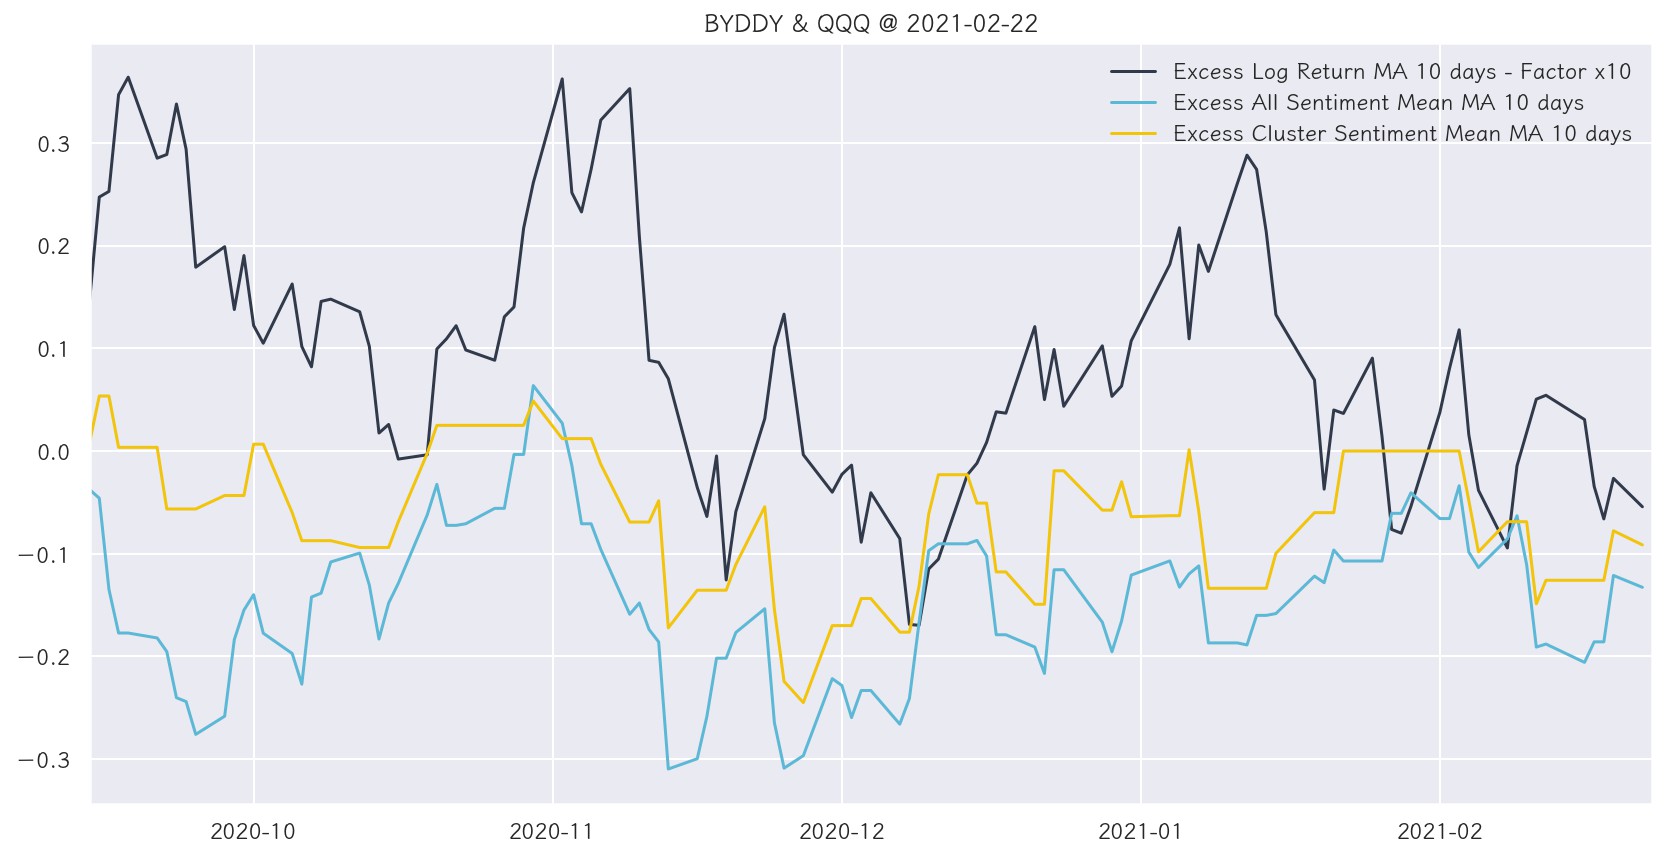 BYDDY & QQQ @ 2021-02-22
Excess Log Return MA 10 days - Factor x10
Excess All Sentiment Mean MA 10 days
Excess Cluster Sentiment Mean MA 10 days
0.3
0.2
0.1
0.0
−0.1
−0.2
−0.3
2020-10 2020-11 2020-12 2021-01 2021-02